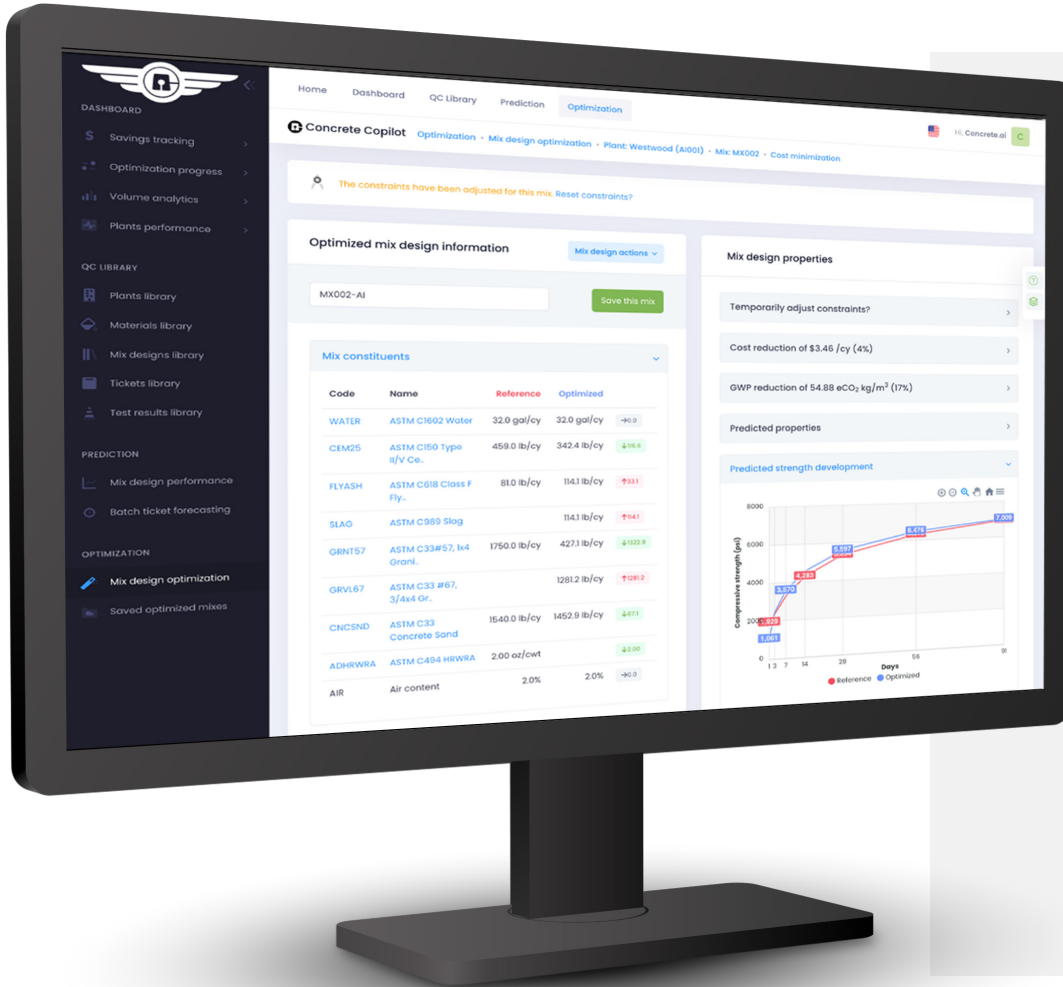 DASHBOARD
Savings tracking
Optimization progress
Volume analytics
Plants performance
QC LIBRARY
Plants library
Materials library
Mix designs library
Tickets library
Test results library
PREDICTION
Mix design performance
Batch ticket forecasting
OPTIMIZATION
Mix design optimization
Saved optimized mixes
Home Dashboard QC Library Prediction Optimization
Hi, Concrete.ai C
Concrete Copilot Optimization • Mix design optimization • Plant: Westwood (AI001) • Mix: MX002 • Cost minimization
The constraints have been adjusted for this mix. Reset constraints?
Optimized mix design information Mix design actions
MX002-AI Save this mix
Mix constituents
Code Name Reference Optimized
WATER ASTM C1602 Water 32.0 gal/cy 32.0 gal/cy →0.0
CEM25 ASTM C150 Type 459.0 lb/cy 342.4 lb/cy ↓116.6
II/V Ce..
FLYASH ASTM C618 Class F 81.0 lb/cy 114.1 lb/cy ↑33.1
Fly..
SLAG ASTM C989 Slag 114.1 lb/cy ↑114.1
GRNT57 ASTM C33#57, 1x4 1750.0 lb/cy 427.1 lb/cy ↓1322.9
Grani..
GRVL67 ASTM C33 #67, 1281.2 lb/cy ↑1281.2
3/4x4 Gr..
CNCSND ASTM C33 1540.0 lb/cy 1452.9 lb/cy ↓87.1
Concrete Sand
ADHRWRA ASTM C494 HRWRA 2.00 oz/cwt ↓2.00
AIR Air content 2.0% 2.0% →0.0
Mix design properties
Temporarily adjust constraints?
Cost reduction of $3.46 /cy (4%)
GWP reduction of 54.88 eCO₂ kg/m³ (17%)
Predicted properties
Predicted strength development
Compressive strength (psi)
8000
6000
4000
2000
0
1,061
3,570
4,283
5,597
6,476
7,009
1 3 7 14 28 56 91
Days
Reference Optimized